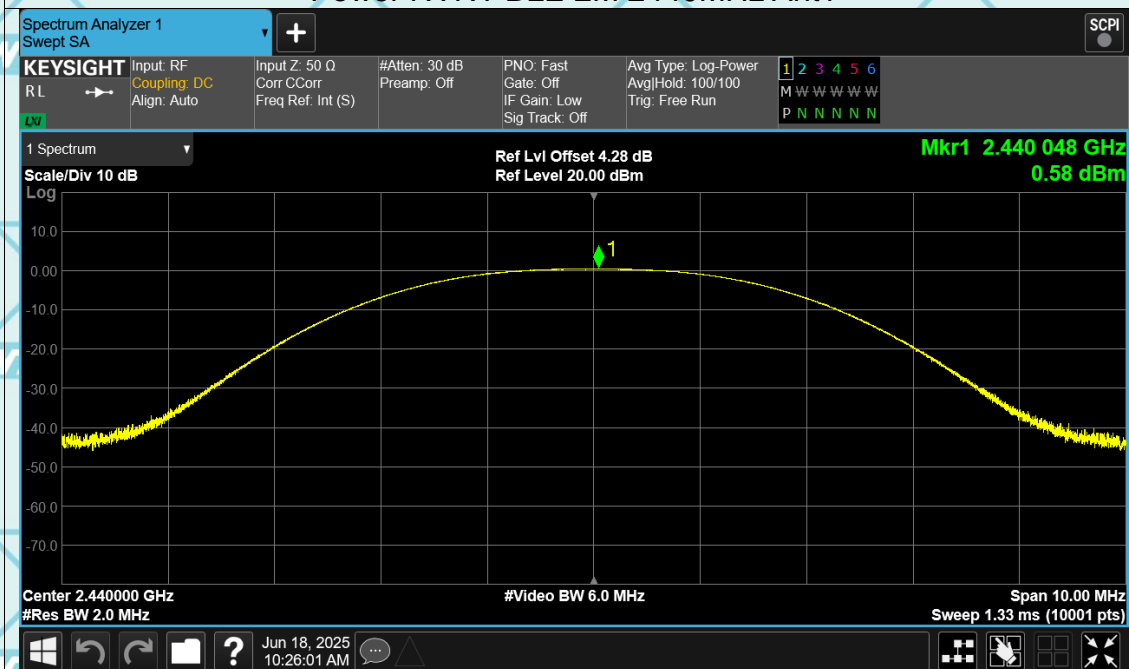 Spectrum Analyzer 1
Swept SA
+
SCPI
KEYSIGHT
RL
LXI
Input: RF
Coupling: DC
Align: Auto
Input Z: 50 Ω
Corr CCorr
Freq Ref: Int (S)
#Atten: 30 dB
Preamp: Off
PNO: Fast
Gate: Off
IF Gain: Low
Sig Track: Off
Avg Type: Log-Power
Avg|Hold: 100/100
Trig: Free Run
1 2 3 4 5 6
M W W W W W
P N N N N N
1 Spectrum
Scale/Div 10 dB
Log
Ref Lvl Offset 4.28 dB
Ref Level 20.00 dBm
Mkr1 2.440 048 GHz
0.58 dBm
1
10.0
0.00
-10.0
-20.0
-30.0
-40.0
-50.0
-60.0
-70.0
Center 2.440000 GHz
#Video BW 6.0 MHz
Span 10.00 MHz
#Res BW 2.0 MHz
Sweep 1.33 ms (10001 pts)
?
Jun 18, 2025
10:26:01 AM